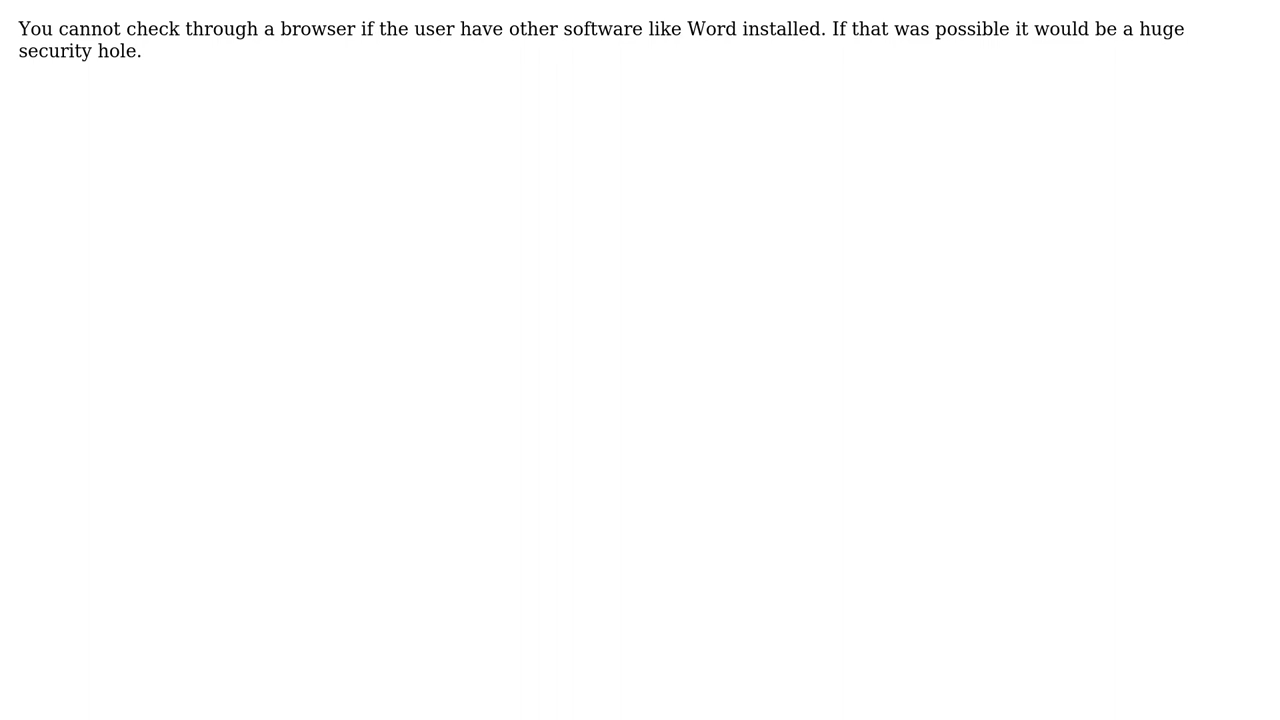 You cannot check through a browser if the user have other software like Word installed. If that was possible it would be a huge
security hole.